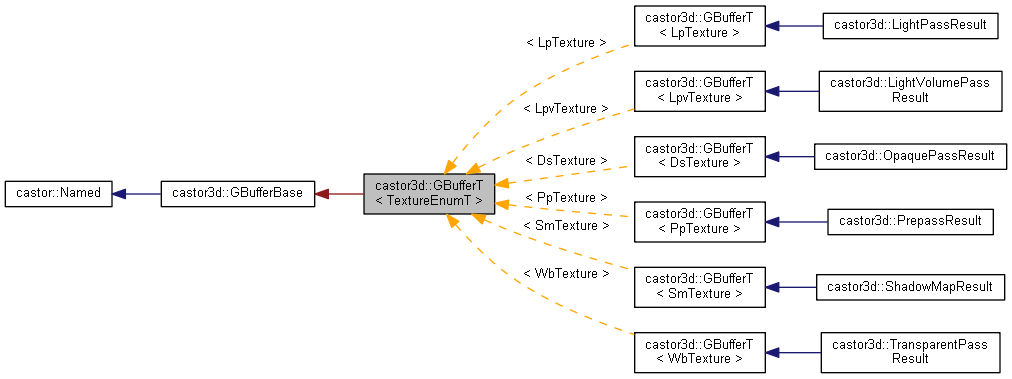 castor3d::GBufferT
< LpTexture >
castor3d::LightPassResult
< LpTexture >
castor3d::GBufferT
< LpvTexture >
castor3d::LightVolumePass
Result
< LpvTexture >
castor3d::GBufferT
< DsTexture >
castor3d::OpaquePassResult
< DsTexture >
castor::Named
castor3d::GBufferBase
castor3d::GBufferT
< TextureEnumT >
< PpTexture >
castor3d::GBufferT
< PpTexture >
castor3d::PrepassResult
< SmTexture >
castor3d::GBufferT
< SmTexture >
castor3d::ShadowMapResult
< WbTexture >
castor3d::GBufferT
< WbTexture >
castor3d::TransparentPass
Result